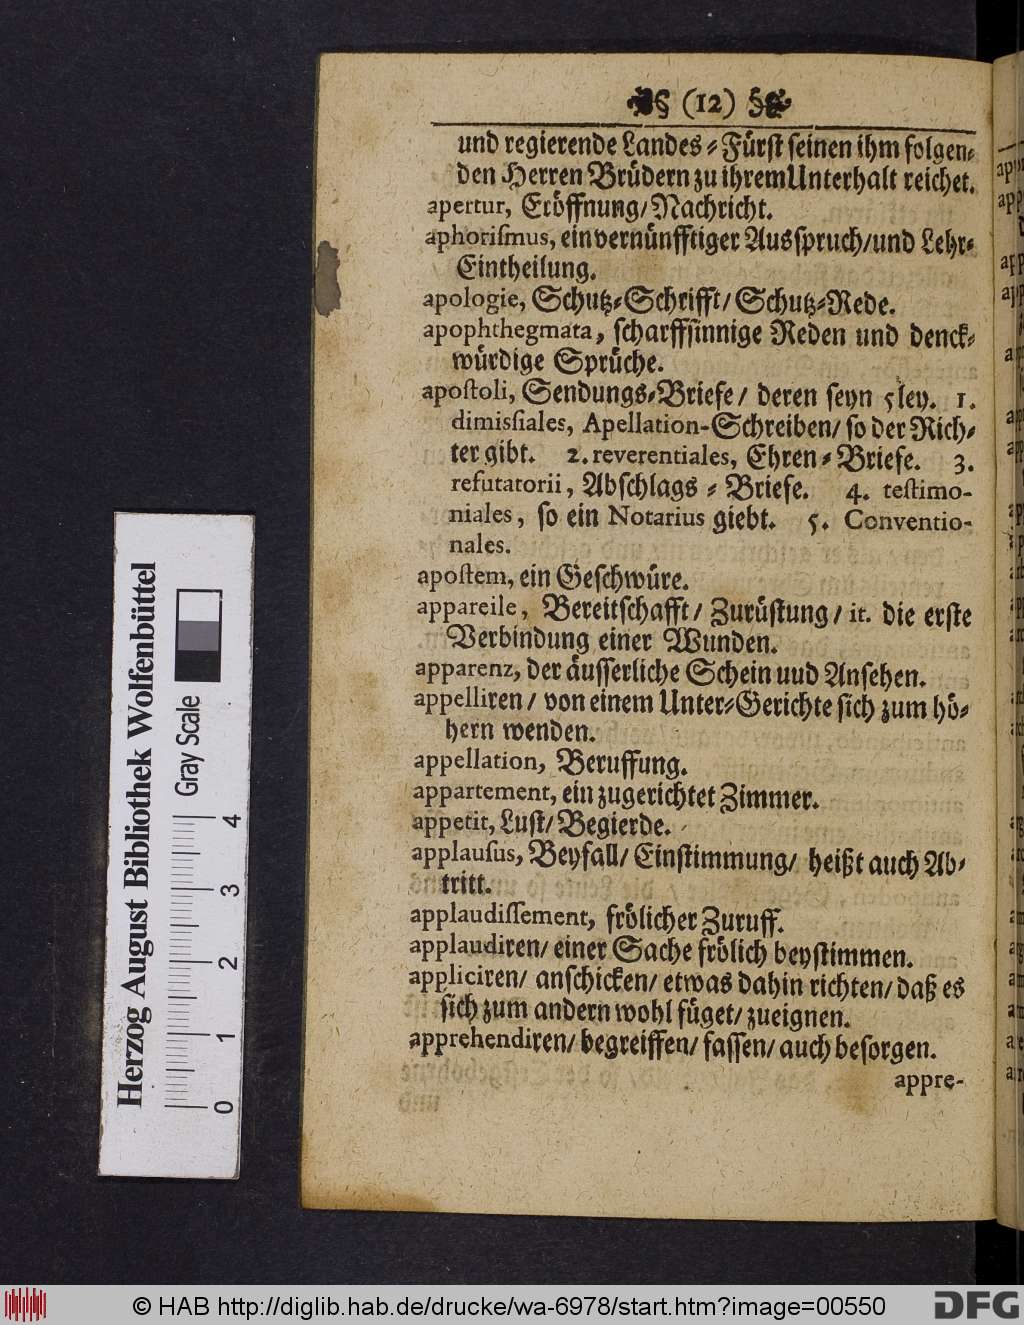 (12)
und regierende Landes-Fürst seinen ihm folgen-
den Herren Brüdern zu ihrem Unterhalt reichet.
apertur, Eröffnung/ Nachricht.
aphoriſmus, ein vernünfftiger Ausſpruch/ und Lehr-
Eintheilung.
apologie, Schutz-Schrifft/ Schutz-Rede.
apophthegmata, ſcharffſinnige Reden und denck-
würdige Sprüche.
apoſtoli, Sendungs-Briefe/ deren ſeyn 5ley. 1.
dimisſiales, Apellation-Schreiben/ ſo der Rich-
ter gibt. 2. reverentiales, Ehren-Briefe. 3.
refutatorii, Abſchlags-Briefe. 4. teſtimo-
niales, ſo ein Notarius giebt. 5. Conventio-
nales.
apoſtem, ein Geſchwüre.
appareile, Bereitſchafft/ Zurüſtung/ it. die erſte
Verbindung einer Wunden.
apparenz, der äuſſerliche Schein uud Anſehen.
appelliren/ von einem Unter-Gerichte ſich zum hö-
hern wenden.
appellation, Beruffung.
appartement, ein zugerichtet Zimmer.
appetit, Luſt/ Begierde.
applauſus, Beyfall/ Einſtimmung/ heißt auch Ab-
tritt.
applaudiſſement, frölicher Zuruff.
applaudiren/ einer Sache frölich beyſtimmen.
appliciren/ anſchicken/ etwas dahin richten/ daß es
ſich zum andern wohl füget/ zueignen.
apprehendiren/ begreiffen/ faſſen/ auch beſorgen.
appre-
Herzog August Bibliothek Wolfenbüttel
Gray Scale
0 1 2 3 4
© HAB http://diglib.hab.de/drucke/wa-6978/start.htm?image=00550
DFG